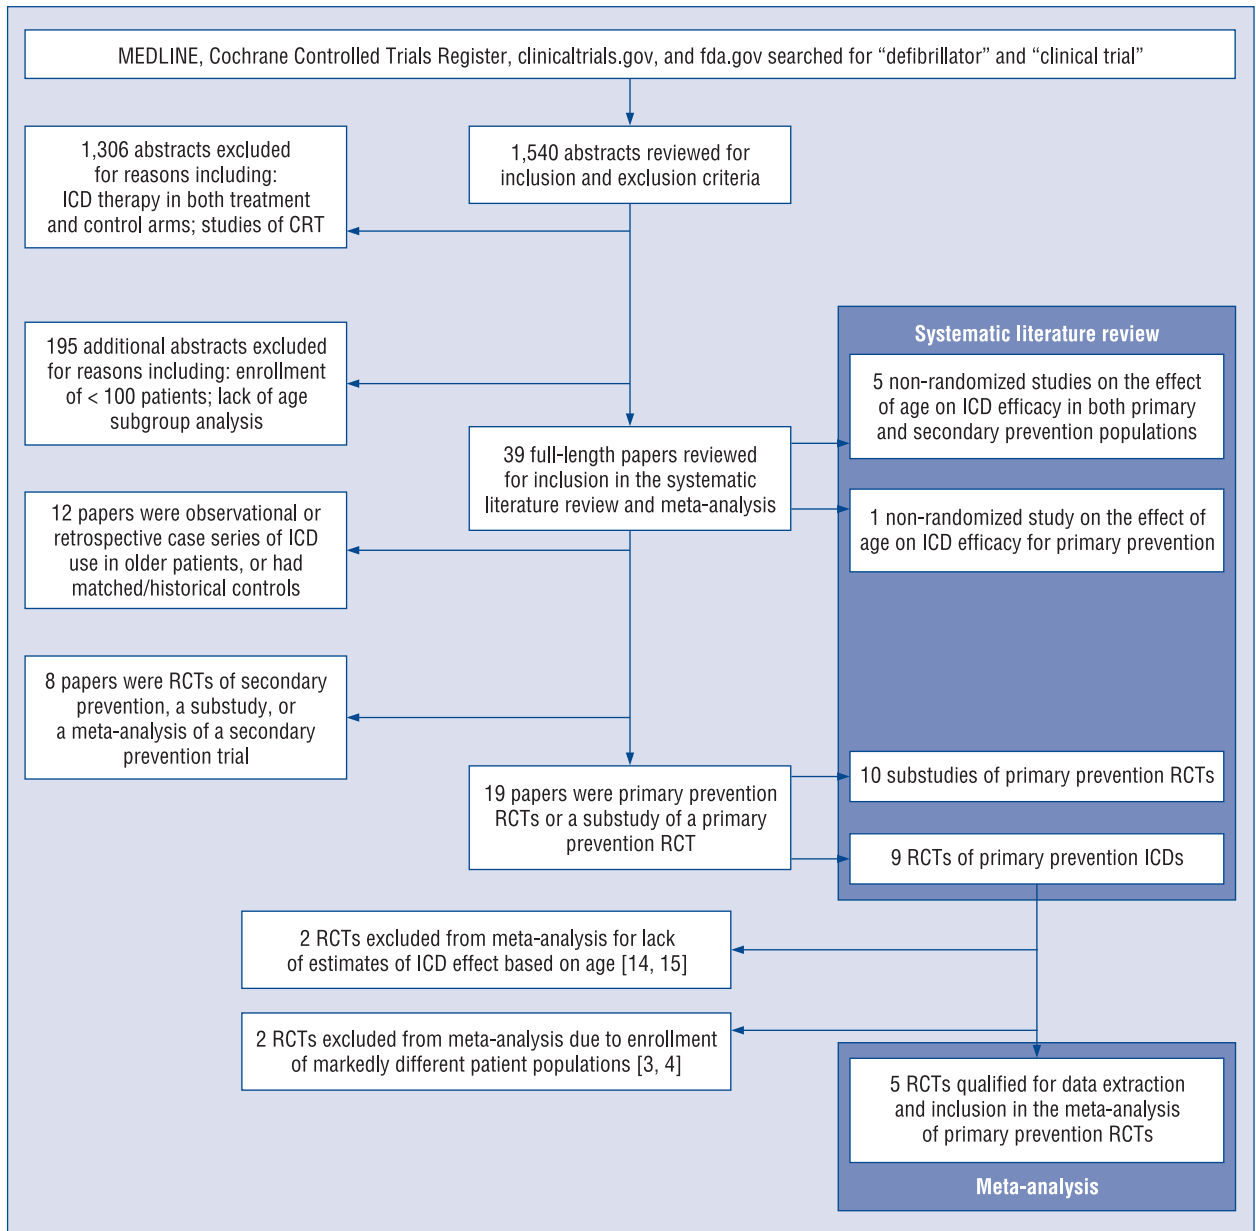 MEDLINE, Cochrane Controlled Trials Register, clinicaltrials.gov, and fda.gov searched for “defibrillator” and “clinical trial”
1,306 abstracts excluded
for reasons including:
ICD therapy in both treatment
and control arms; studies of CRT
1,540 abstracts reviewed for
inclusion and exclusion criteria
195 additional abstracts excluded
for reasons including: enrollment
of < 100 patients; lack of age
subgroup analysis
Systematic literature review
5 non-randomized studies on the effect
of age on ICD efficacy in both primary
and secondary prevention populations
39 full-length papers reviewed
for inclusion in the systematic
literature review and meta-analysis
1 non-randomized study on the effect of
age on ICD efficacy for primary prevention
12 papers were observational or
retrospective case series of ICD
use in older patients, or had
matched/historical controls
8 papers were RCTs of secondary
prevention, a substudy, or
a meta-analysis of a secondary
prevention trial
19 papers were primary prevention
RCTs or a substudy of a primary
prevention RCT
10 substudies of primary prevention RCTs
9 RCTs of primary prevention ICDs
2 RCTs excluded from meta-analysis for lack
of estimates of ICD effect based on age [14, 15]
2 RCTs excluded from meta-analysis due to enrollment
of markedly different patient populations [3, 4]
5 RCTs qualified for data extraction
and inclusion in the meta-analysis
of primary prevention RCTs
Meta-analysis